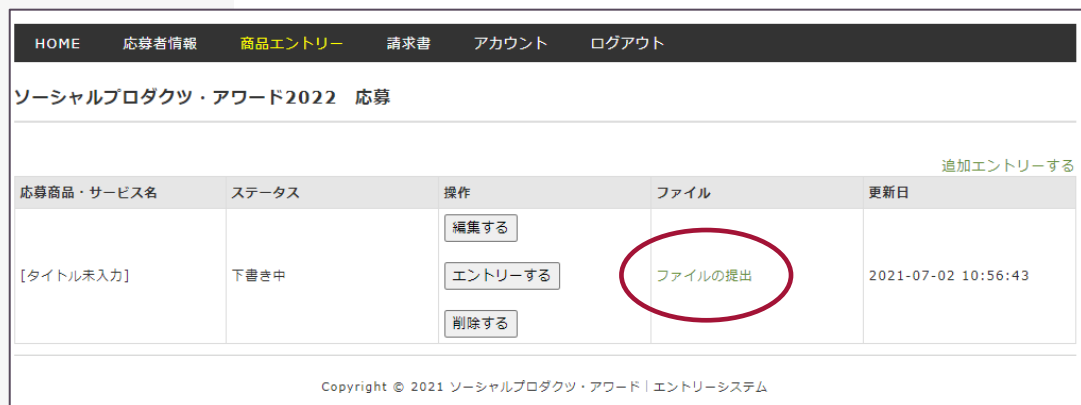 HOME 応募者情報 商品エントリー 請求書 アカウント ログアウト
ソーシャルプロダクツ・アワード2022 応募
追加エントリーする
応募商品・サービス名 ステータス 操作 ファイル 更新日
編集する
[タイトル未入力] 下書き中 エントリーする ファイルの提出 2021-07-02 10:56:43
削除する
Copyright © 2021 ソーシャルプロダクツ・アワード｜エントリーシステム